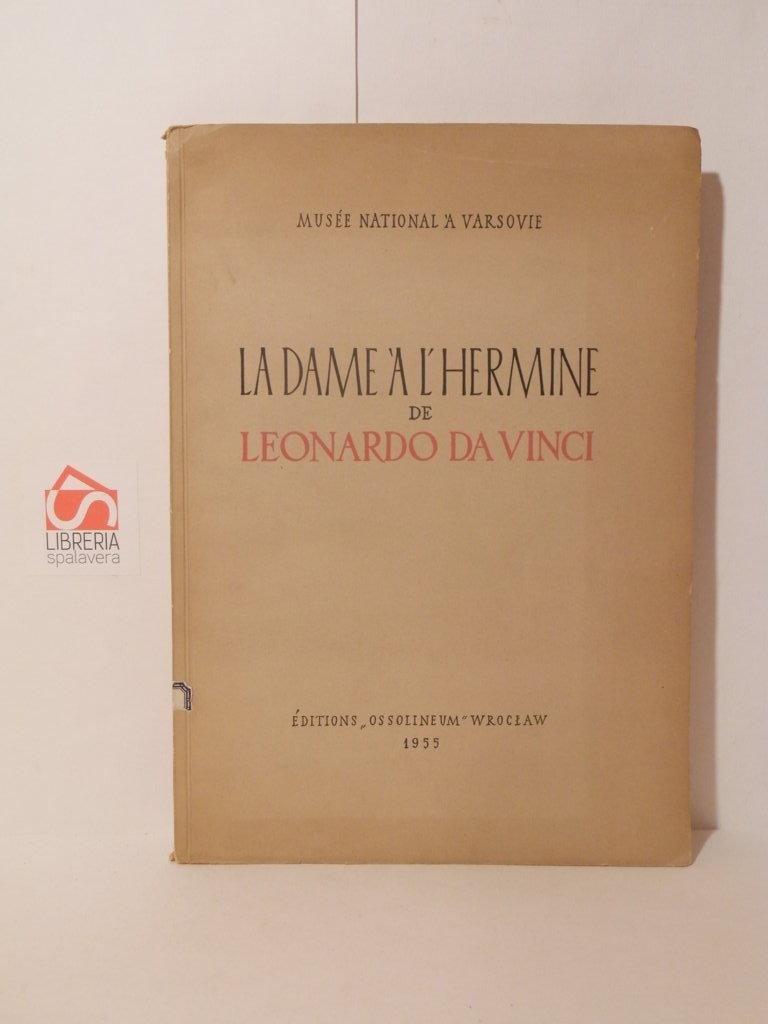 MUSÉE NATIONAL À VARSOVIE
LA DAME À L'HERMINE
DE
LEONARDO DA VINCI
LIBRERIA
spalavera
ÉDITIONS „OSSOLINEUM" WROCŁAW
1955